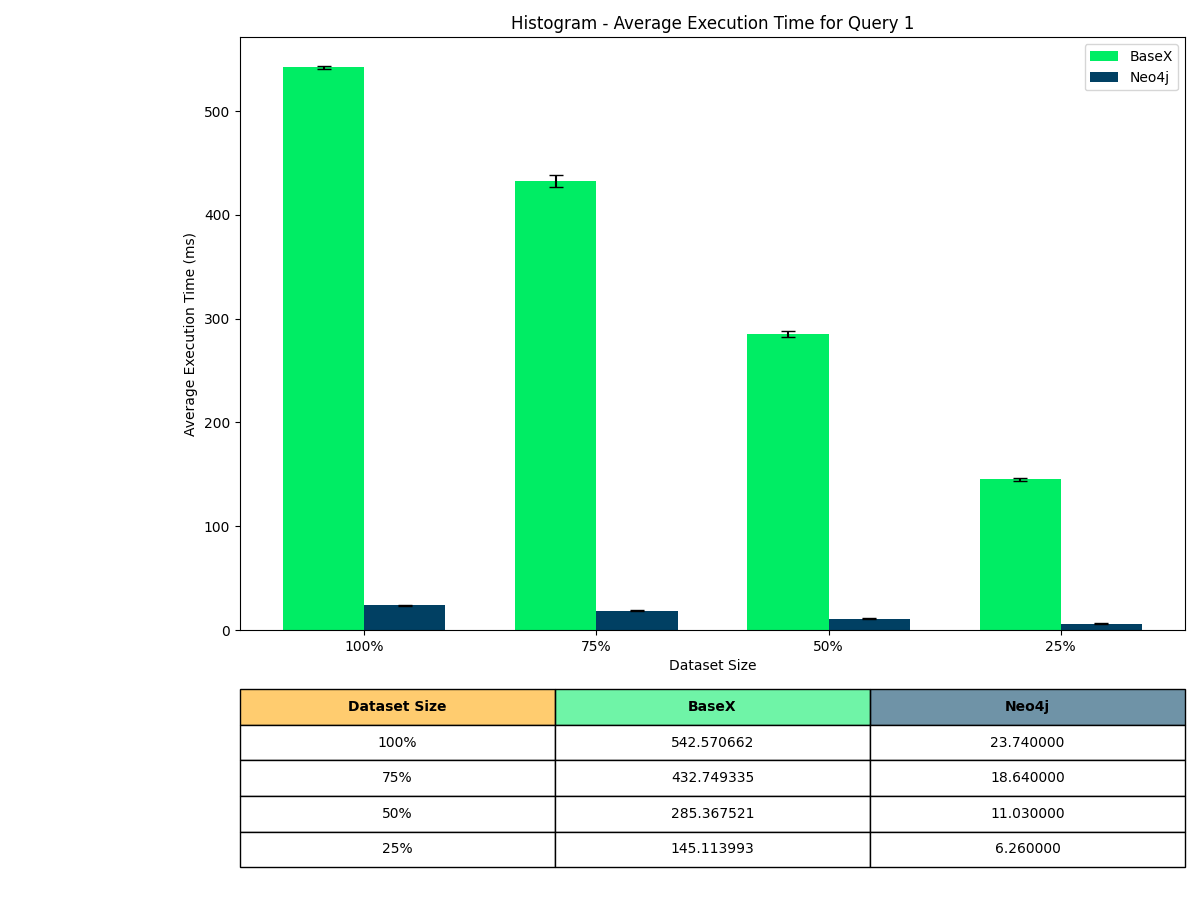 Histogram - Average Execution Time for Query 1
BaseX
Neo4j
Average Execution Time (ms)
500
400
300
200
100
0
100% 75% 50% 25%
Dataset Size
Dataset Size BaseX Neo4j
100% 542.570662 23.740000
75% 432.749335 18.640000
50% 285.367521 11.030000
25% 145.113993 6.260000